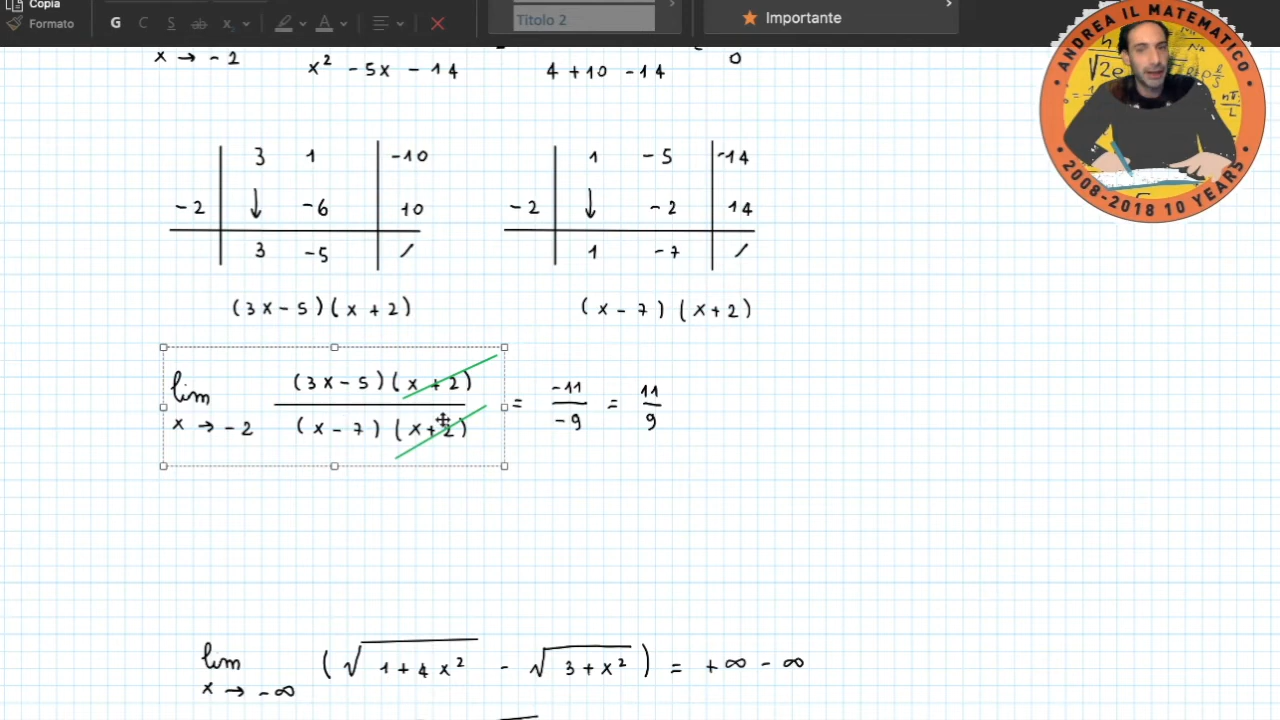 Copia
Formato
G C S ab x A
Titolo 2
Importante
ANDREA IL MATEMATICO
2008-2018 10 YEARS
x → -2
x² - 5x - 14
4 + 10 - 14
0
3 1 -10
-2 ↓ -6 10
3 -5 /
1 -5 -14
-2 ↓ -2 14
1 -7 /
(3x - 5)(x + 2)
(x - 7)(x + 2)
(3x - 5)(x + 2) -11 11
lim = =
x → -2 (x - 7)(x + 2) -9 9
lim (√1 + 4x² - √3 + x²) = +∞ - ∞
x → -∞